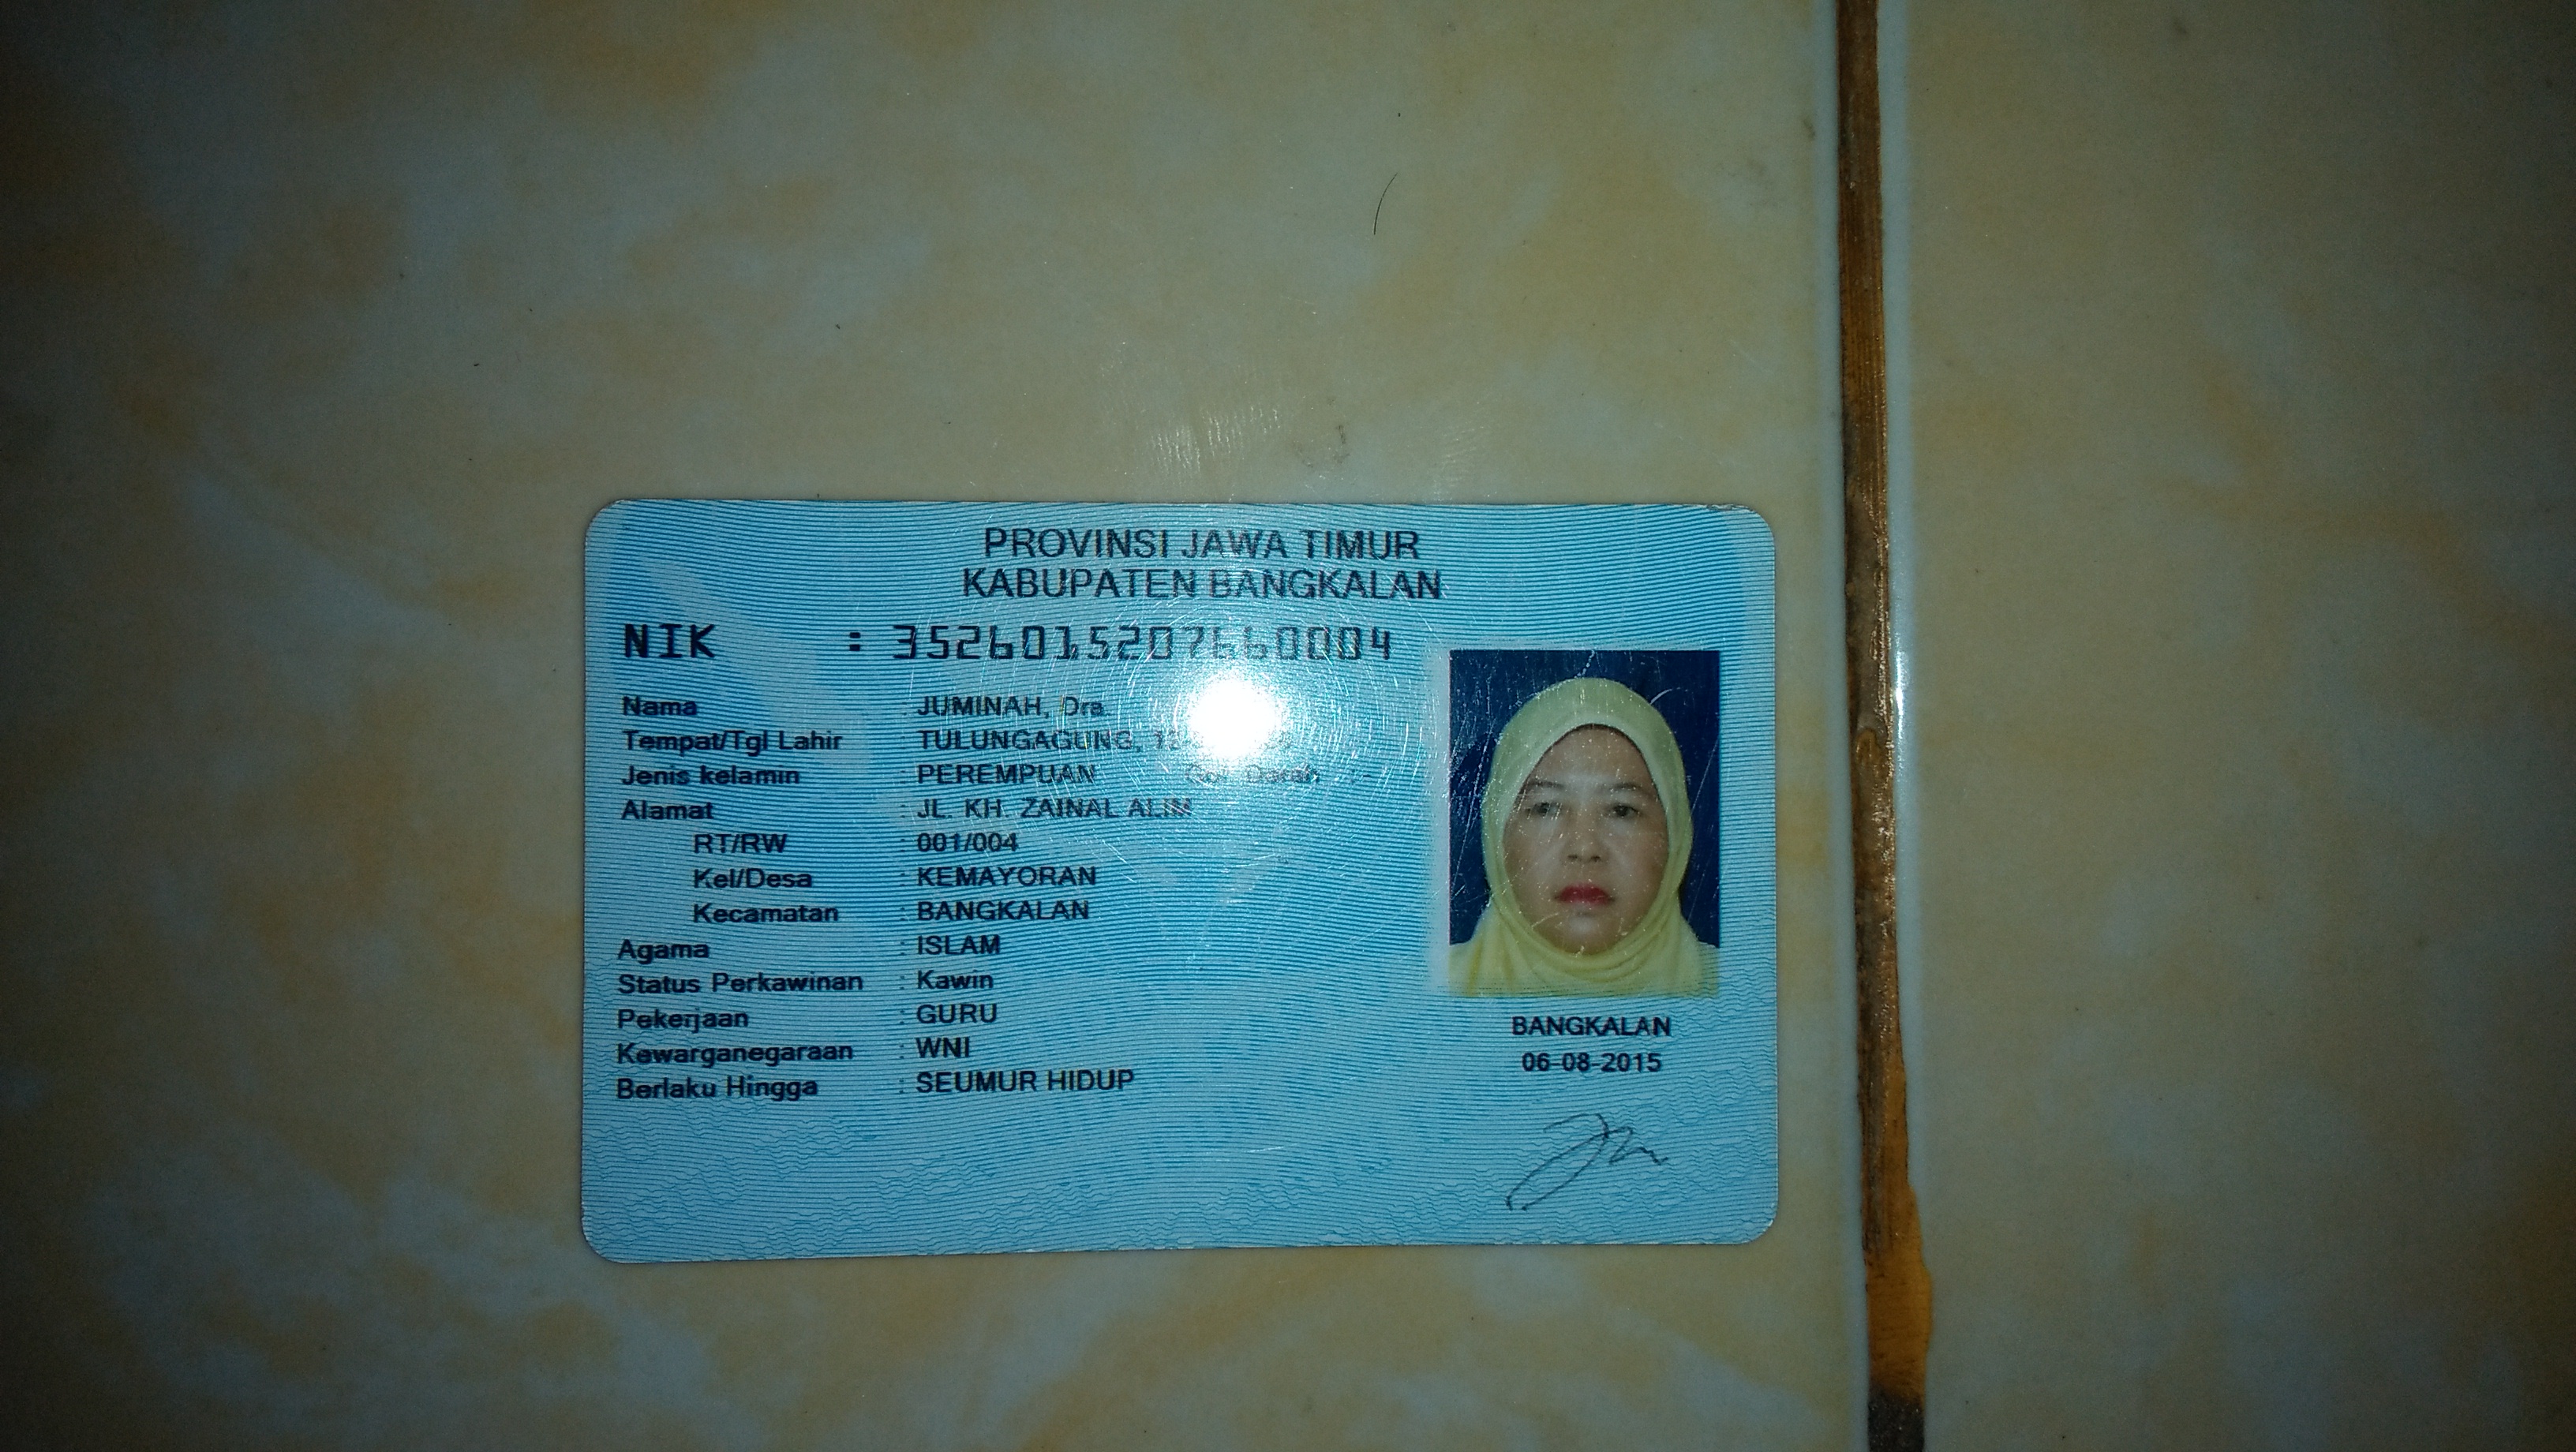 PROVINSI JAWA TIMUR
KABUPATEN BANGKALAN
NIK : 3526015207660004
Nama : JUMINAH, Dra.
Tempat/Tgl Lahir : TULUNGAGUNG,
Jenis kelamin : PEREMPUAN Gol. Darah : -
Alamat : JL. KH. ZAINAL ALIM
RT/RW : 001/004
Kel/Desa : KEMAYORAN
Kecamatan : BANGKALAN
Agama : ISLAM
Status Perkawinan : Kawin
Pekerjaan : GURU
Kewarganegaraan : WNI
Berlaku Hingga : SEUMUR HIDUP
BANGKALAN
06-08-2015